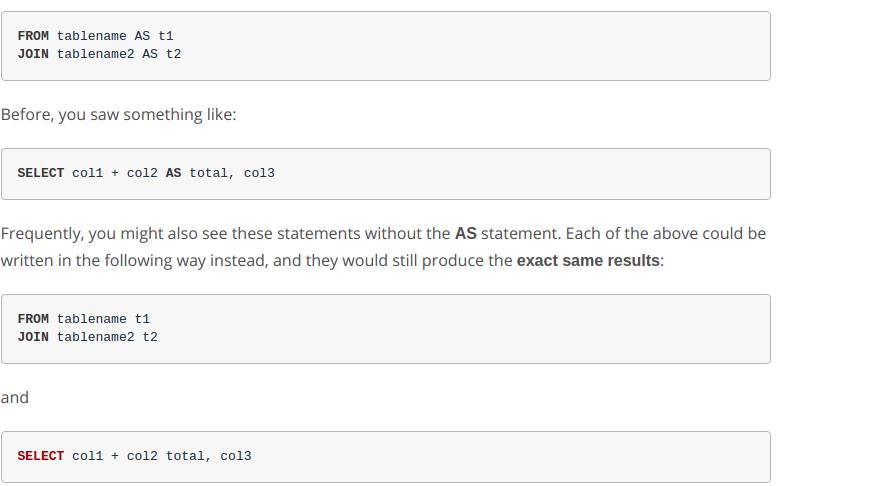 FROM tablename AS t1
JOIN tablename2 AS t2
Before, you saw something like:
SELECT col1 + col2 AS total, col3
Frequently, you might also see these statements without the AS statement. Each of the above could be
written in the following way instead, and they would still produce the exact same results:
FROM tablename t1
JOIN tablename2 t2
and
SELECT col1 + col2 total, col3